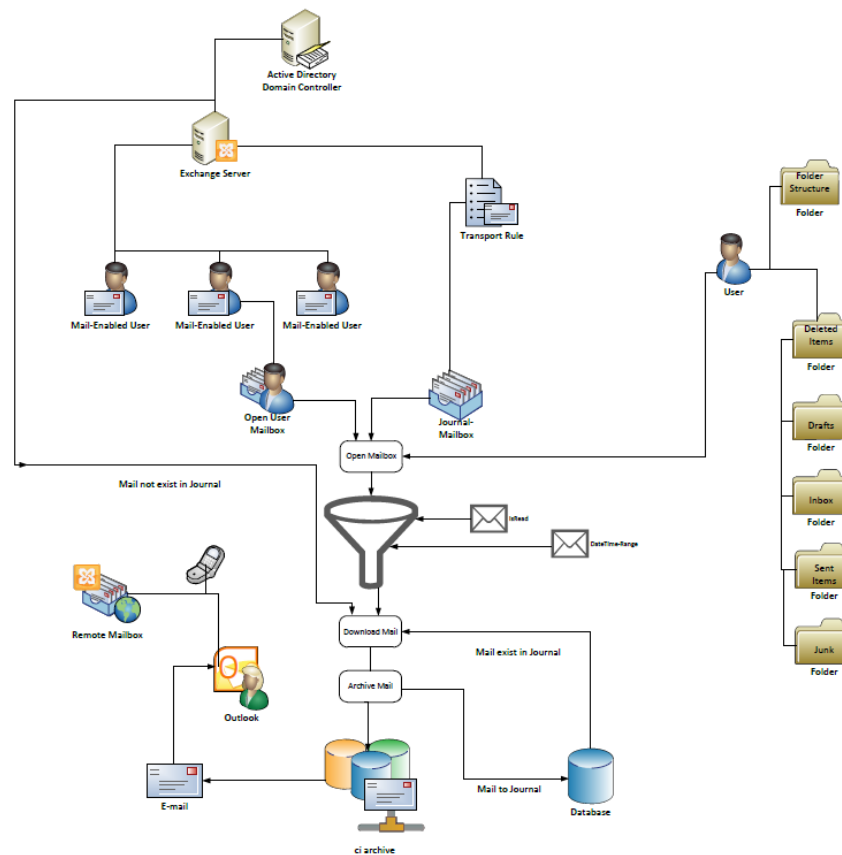 Active Directory
Domain Controller
Exchange Server
Transport Rule
Folder
Structure
Folder
User
Mail-Enabled User
Mail-Enabled User
Mail-Enabled User
Deleted
Items
Folder
Open User
Mailbox
Journal-
Mailbox
Drafts
Folder
Open Mailbox
Mail not exist in Journal
Inbox
Folder
IsRead
DateTime-Range
Sent
Items
Folder
Remote Mailbox
Download Mail
Mail exist in Journal
Junk
Folder
Archive Mail
O
Outlook
E-mail
Mail to Journal
Database
ci archive